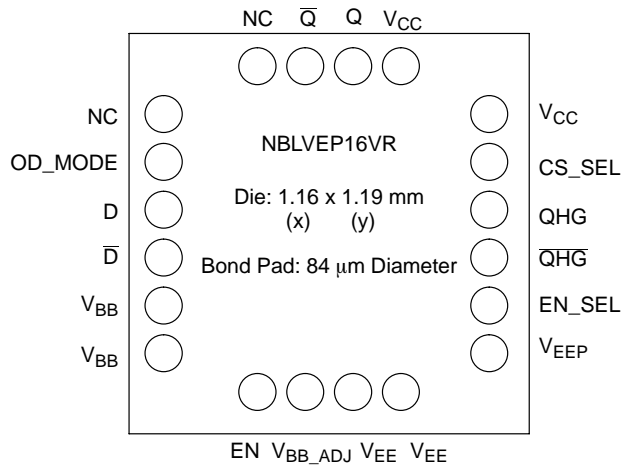 NC Q̅ Q VCC
NC
VCC
NBLVEP16VR
OD_MODE
CS_SEL
Die: 1.16 x 1.19 mm
D
QHG
(x) (y)
D̅
Q̅H̅G̅
Bond Pad: 84 μm Diameter
VBB
EN_SEL
VBB
VEEP
EN VBB_ADJ VEE VEE